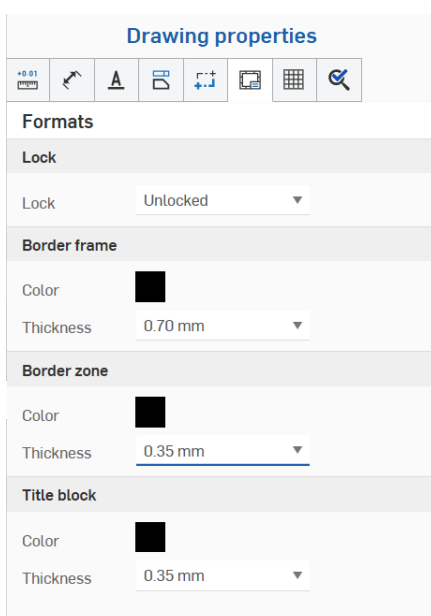 Drawing properties
+0.01
A
Formats
Lock
Lock Unlocked
Border frame
Color
Thickness 0.70 mm
Border zone
Color
Thickness 0.35 mm
Title block
Color
Thickness 0.35 mm